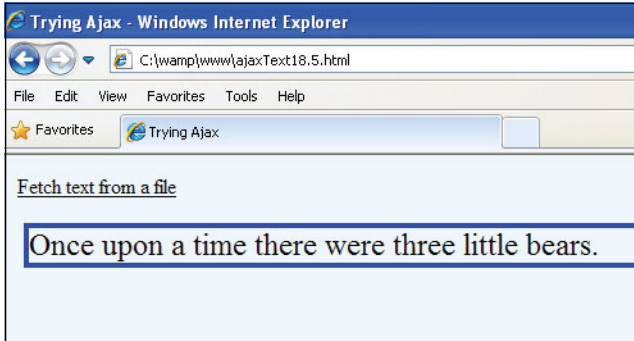 Trying Ajax - Windows Internet Explorer
C:\wamp\www\ajaxText18.5.html
File Edit View Favorites Tools Help
Favorites Trying Ajax
Fetch text from a file
Once upon a time there were three little bears.